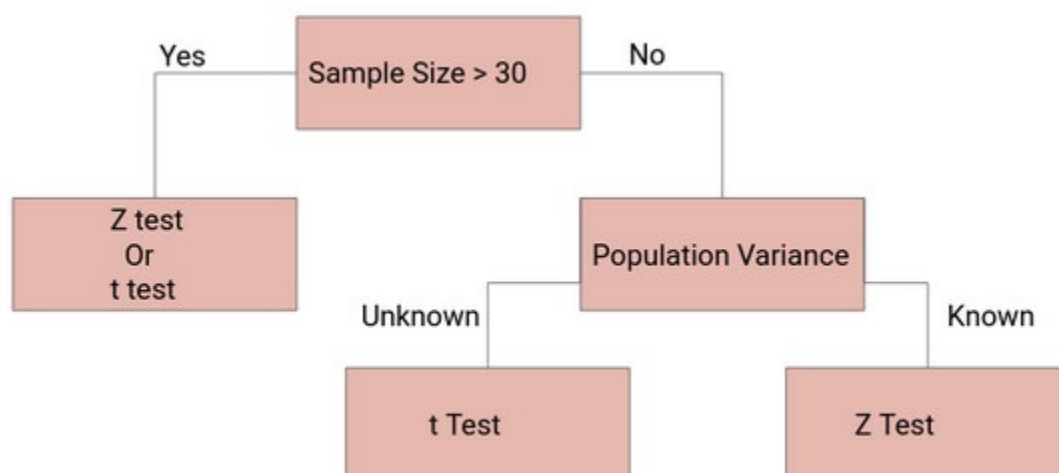 Yes
No
Sample Size > 30
Z test
Or
t test
Population Variance
Unknown
Known
t Test
Z Test